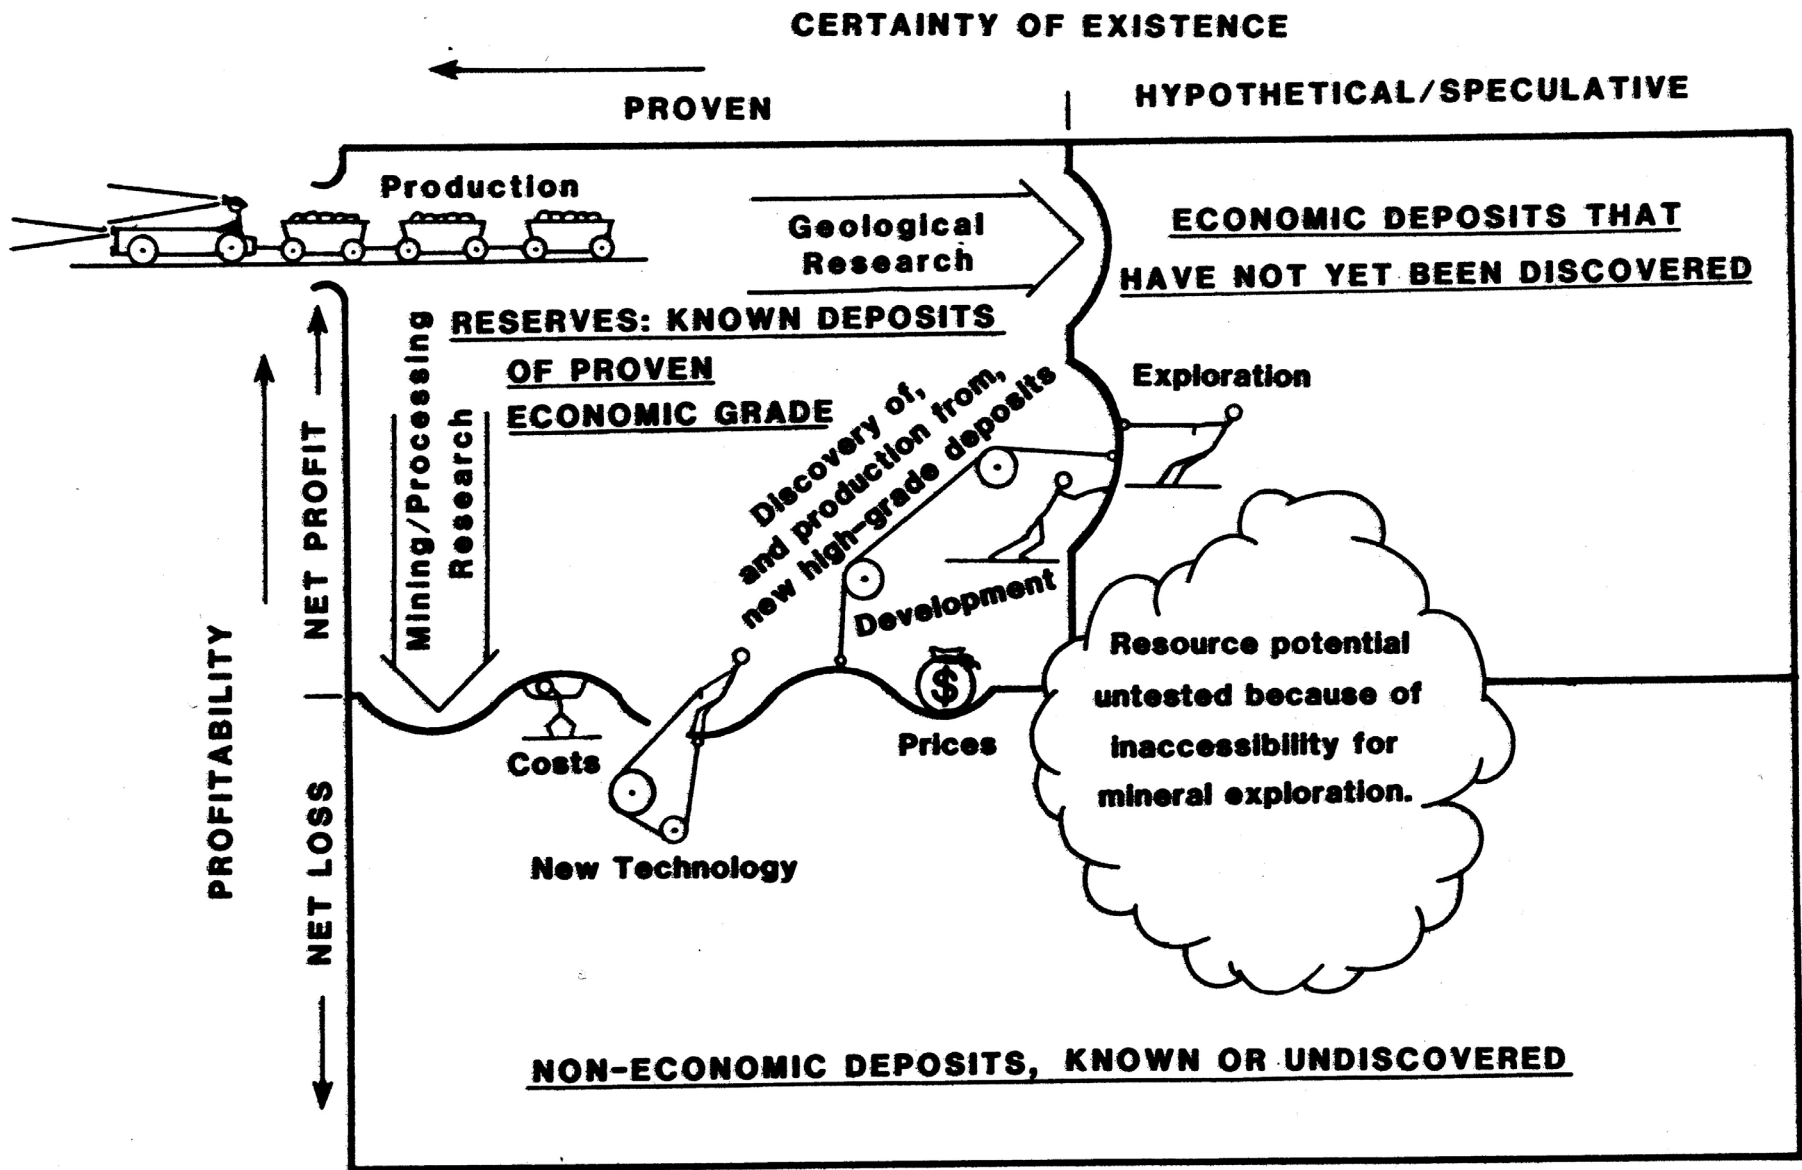 CERTAINTY OF EXISTENCE
PROVEN
HYPOTHETICAL/SPECULATIVE
Production
Geological
Research
ECONOMIC DEPOSITS THAT
HAVE NOT YET BEEN DISCOVERED
RESERVES: KNOWN DEPOSITS
OF PROVEN
ECONOMIC GRADE
Mining/Processing
Research
Discovery of,
and production from,
new high-grade deposits
Exploration
Development
PROFITABILITY
NET PROFIT
NET LOSS
Costs
$
Prices
New Technology
Resource potential
untested because of
inaccessibility for
mineral exploration.
NON-ECONOMIC DEPOSITS, KNOWN OR UNDISCOVERED